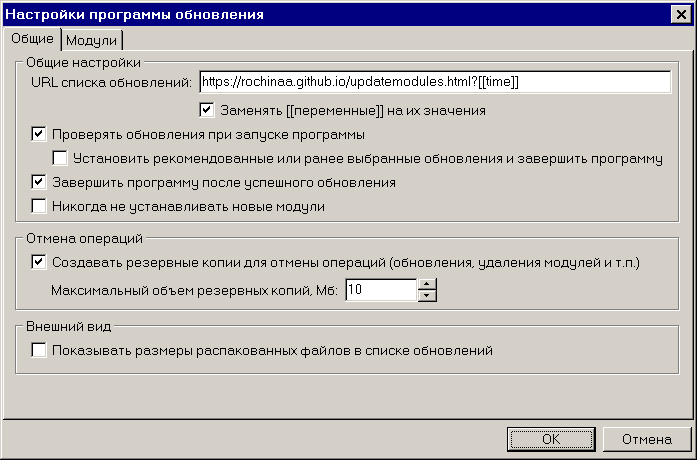 Настройки программы обновления
Общие
Модули
Общие настройки
URL списка обновлений: https://rochinaa.github.io/updatemodules.html?[[time]]
Заменять [[переменные]] на их значения
Проверять обновления при запуске программы
Установить рекомендованные или ранее выбранные обновления и завершить программу
Завершить программу после успешного обновления
Никогда не устанавливать новые модули
Отмена операций
Создавать резервные копии для отмены операций (обновления, удаления модулей и т.п.)
Максимальный объем резервных копий, Мб: 10
Внешний вид
Показывать размеры распакованных файлов в списке обновлений
OK
Отмена